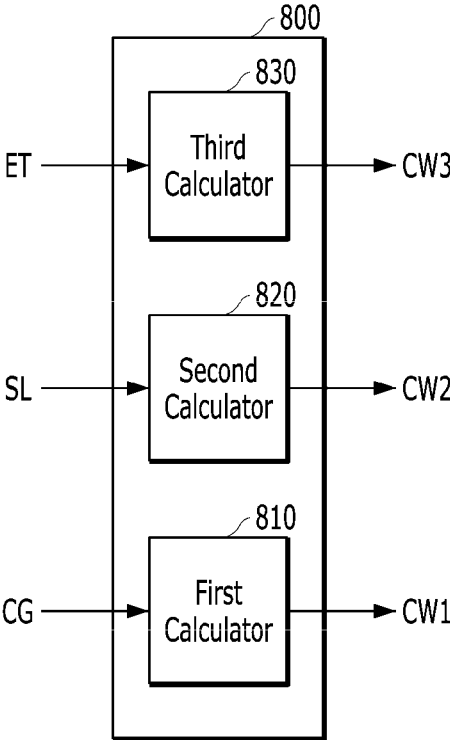 800
830
ET
Third
Calculator
CW3
820
SL
Second
Calculator
CW2
810
CG
First
Calculator
CW1